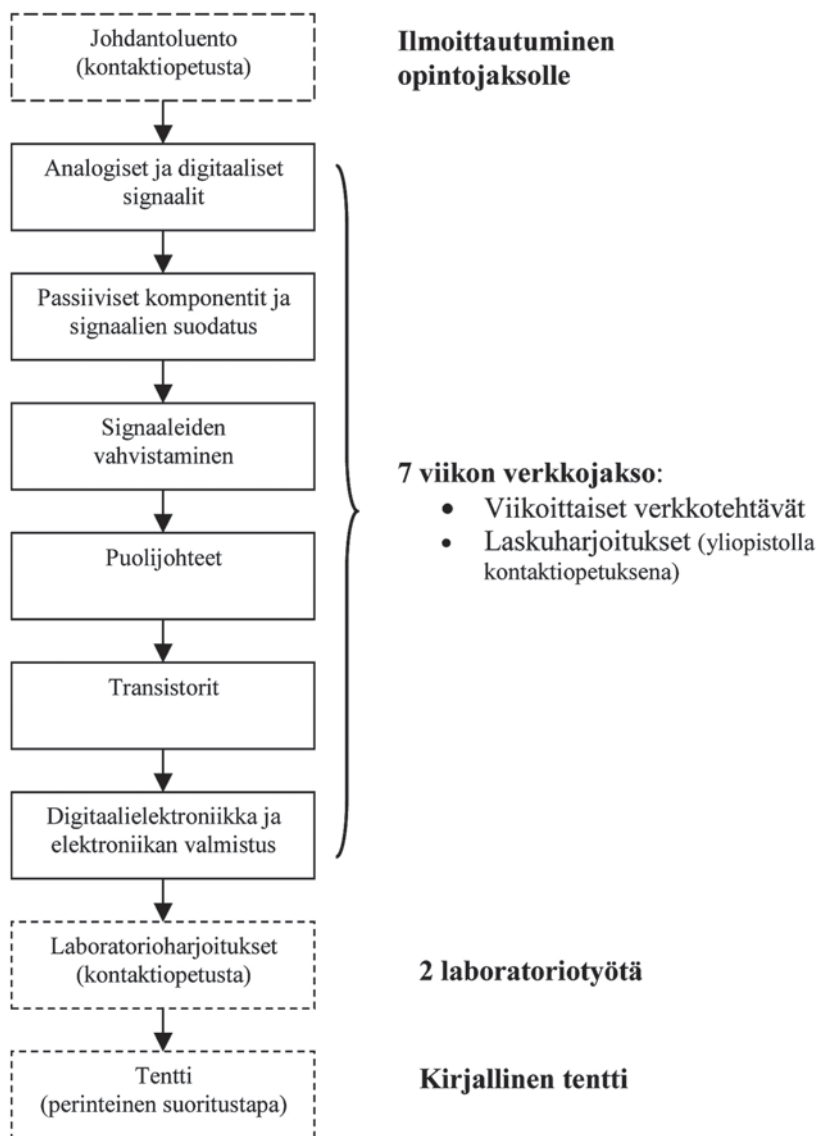 Johdantoluento
(kontaktiopetusta)
Ilmoittautuminen
opintojaksolle
Analogiset ja digitaaliset
signaalit
Passiiviset komponentit ja
signaalien suodatus
Signaaleiden
vahvistaminen
Puolijohteet
Transistorit
Digitaalielektroniikka ja
elektroniikan valmistus
7 viikon verkkojakso:
• Viikoittaiset verkkotehtävät
• Laskuharjoitukset (yliopistolla
kontaktiopetuksena)
Laboratorioharjoitukset
(kontaktiopetusta)
2 laboratoriotyötä
Tentti
(perinteinen suoritustapa)
Kirjallinen tentti